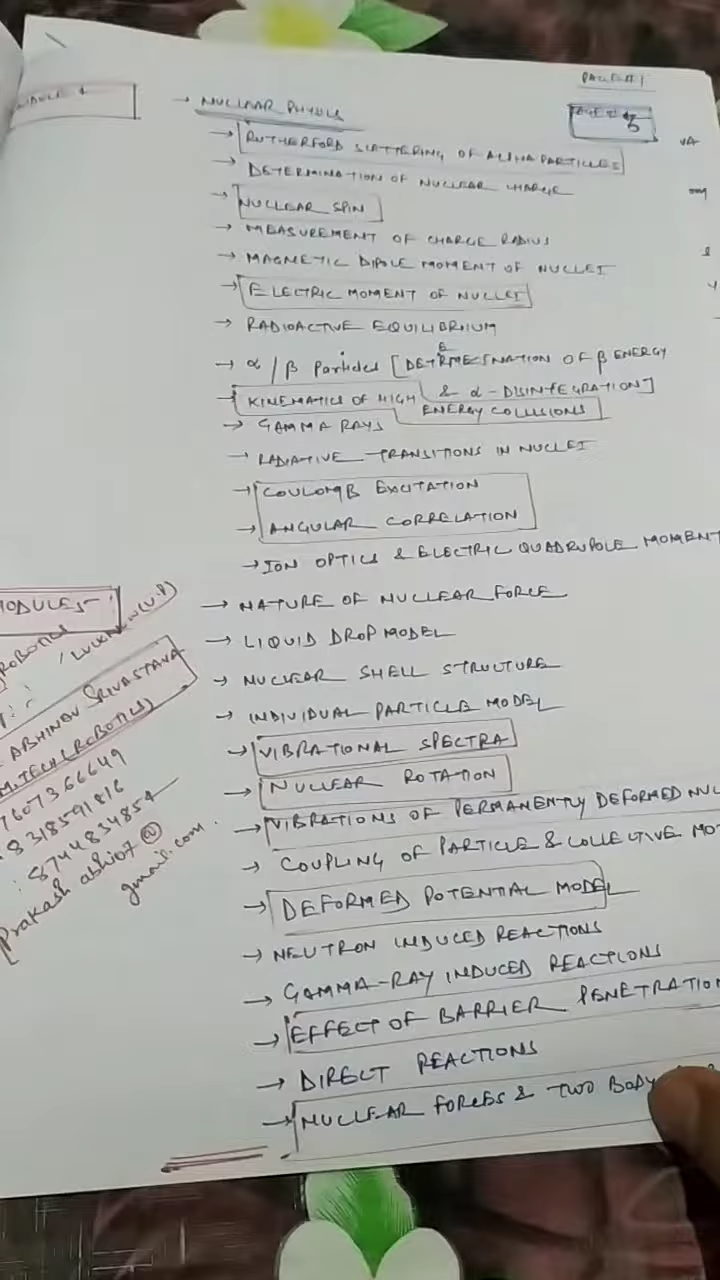 PAGE # 1
→ NUCLEAR PHYSICS
→ RUTHERFORD SCATTERING OF ALPHA PARTICLES
→ DETERMINATION OF NUCLEAR CHARGE
→ NUCLEAR SPIN
→ MEASUREMENT OF CHARGE RADIUS
→ MAGNETIC DIPOLE MOMENT OF NUCLEI
→ ELECTRIC MOMENT OF NUCLEI
→ RADIOACTIVE EQUILIBRIUM
→ α/β Particles [DETERMINATION OF β ENERGY
& α-DISINTEGRATION]
→ KINEMATICS OF HIGH
ENERGY COLLISIONS
→ GAMMA RAYS
→ RADIATIVE TRANSITIONS IN NUCLEI
→ COULOMB EXCITATION
→ ANGULAR CORRELATION
→ ION OPTICS & ELECTRIC QUADRUPOLE MOMENT
→ NATURE OF NUCLEAR FORCE
→ LIQUID DROP MODEL
→ NUCLEAR SHELL STRUCTURE
→ INDIVIDUAL PARTICLE MODEL
→ VIBRATIONAL SPECTRA
→ NUCLEAR ROTATION
→ VIBRATIONS OF PERMANENTLY DEFORMED NUC
→ COUPLING OF PARTICLE & COLLECTIVE MOT
→ DEFORMED POTENTIAL MODEL
→ NEUTRON INDUCED REACTIONS
→ GAMMA-RAY INDUCED REACTIONS
→ EFFECT OF BARRIER PENETRATION
→ DIRECT REACTIONS
→ NUCLEAR FORCES & TWO BODY
MODULES-
ROBOTICS
ABHINAV SRIVASTAVA
M.TECH (ROBOTICS)
7607366649
8318591816
: 8744834854
Prakash abhi07@
gmail.com.